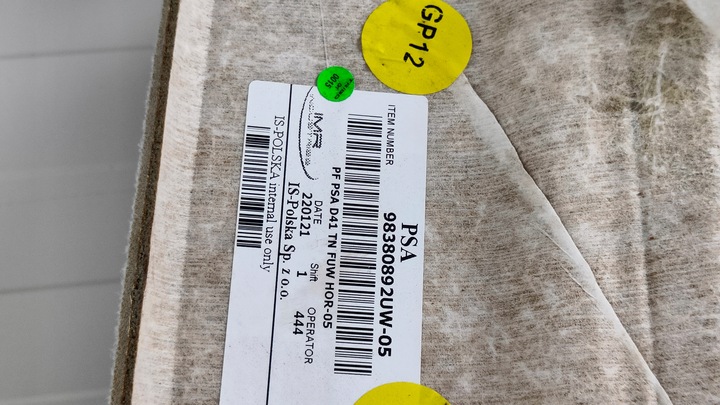 GP12
PSA
ITEM NUMBER
98380892UW-05
PF PSA D41 TN FUW HOR-05
IMR
DATE
220121
Shift
1
OPERATOR
444
IS-Polska Sp. z o.o.
IS-POLSKA internal use only